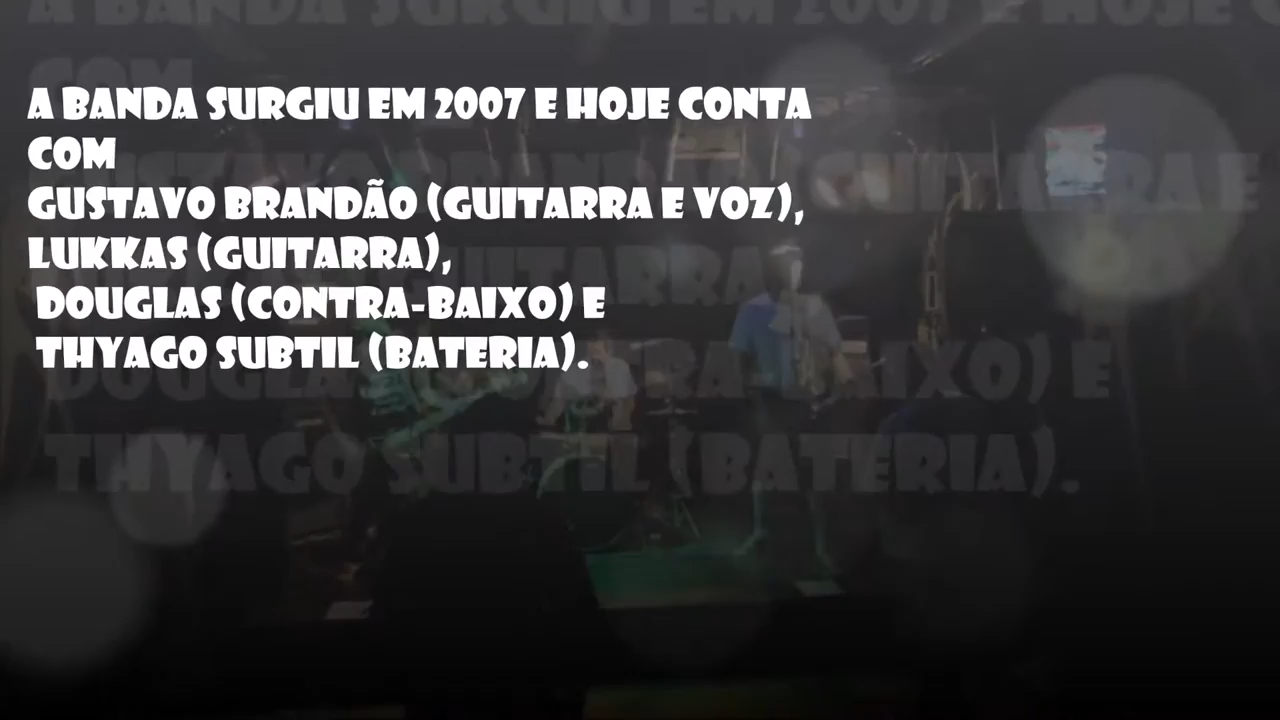 A BANDA SURGIU EM 2007 E HOJE CONTA
COM
GUSTAVO BRANDÃO (GUITARRA E VOZ),
LUKKAS (GUITARRA),
DOUGLAS (CONTRA-BAIXO) E
THYAGO SUBTIL (BATERIA).